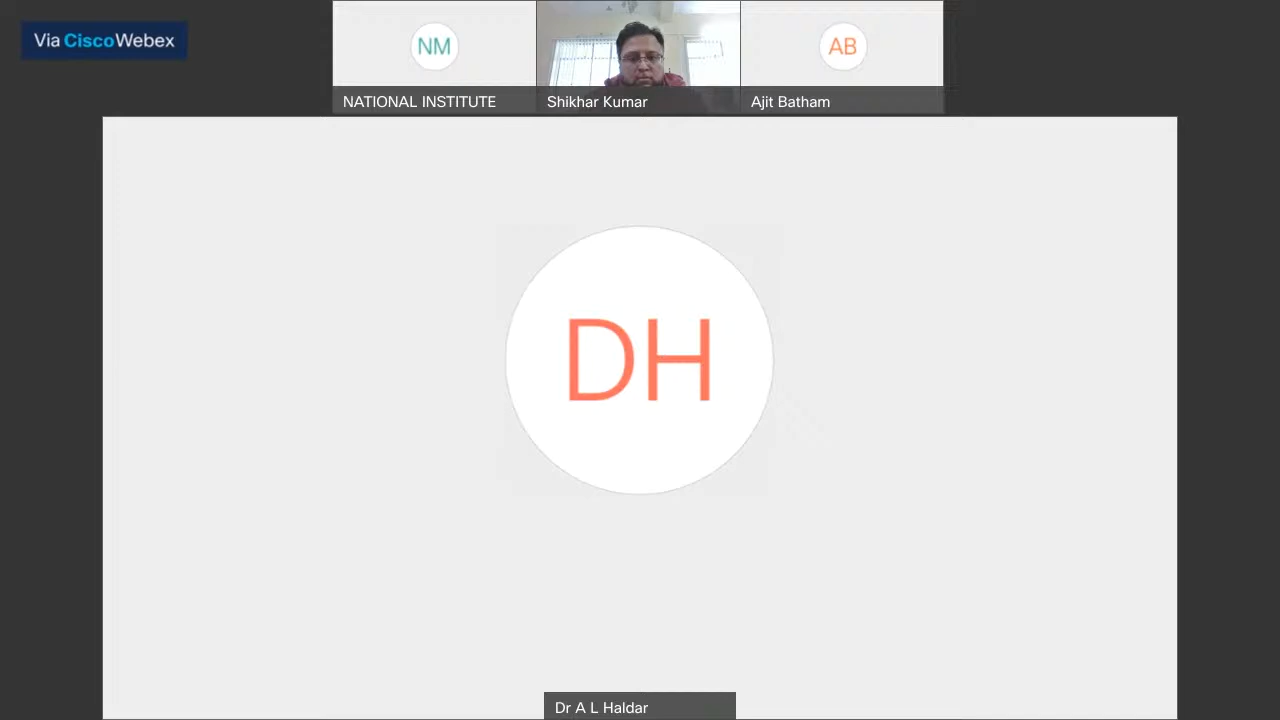 Via CiscoWebex
NM
AB
NATIONAL INSTITUTE
Shikhar Kumar
Ajit Batham
DH
Dr A L Haldar